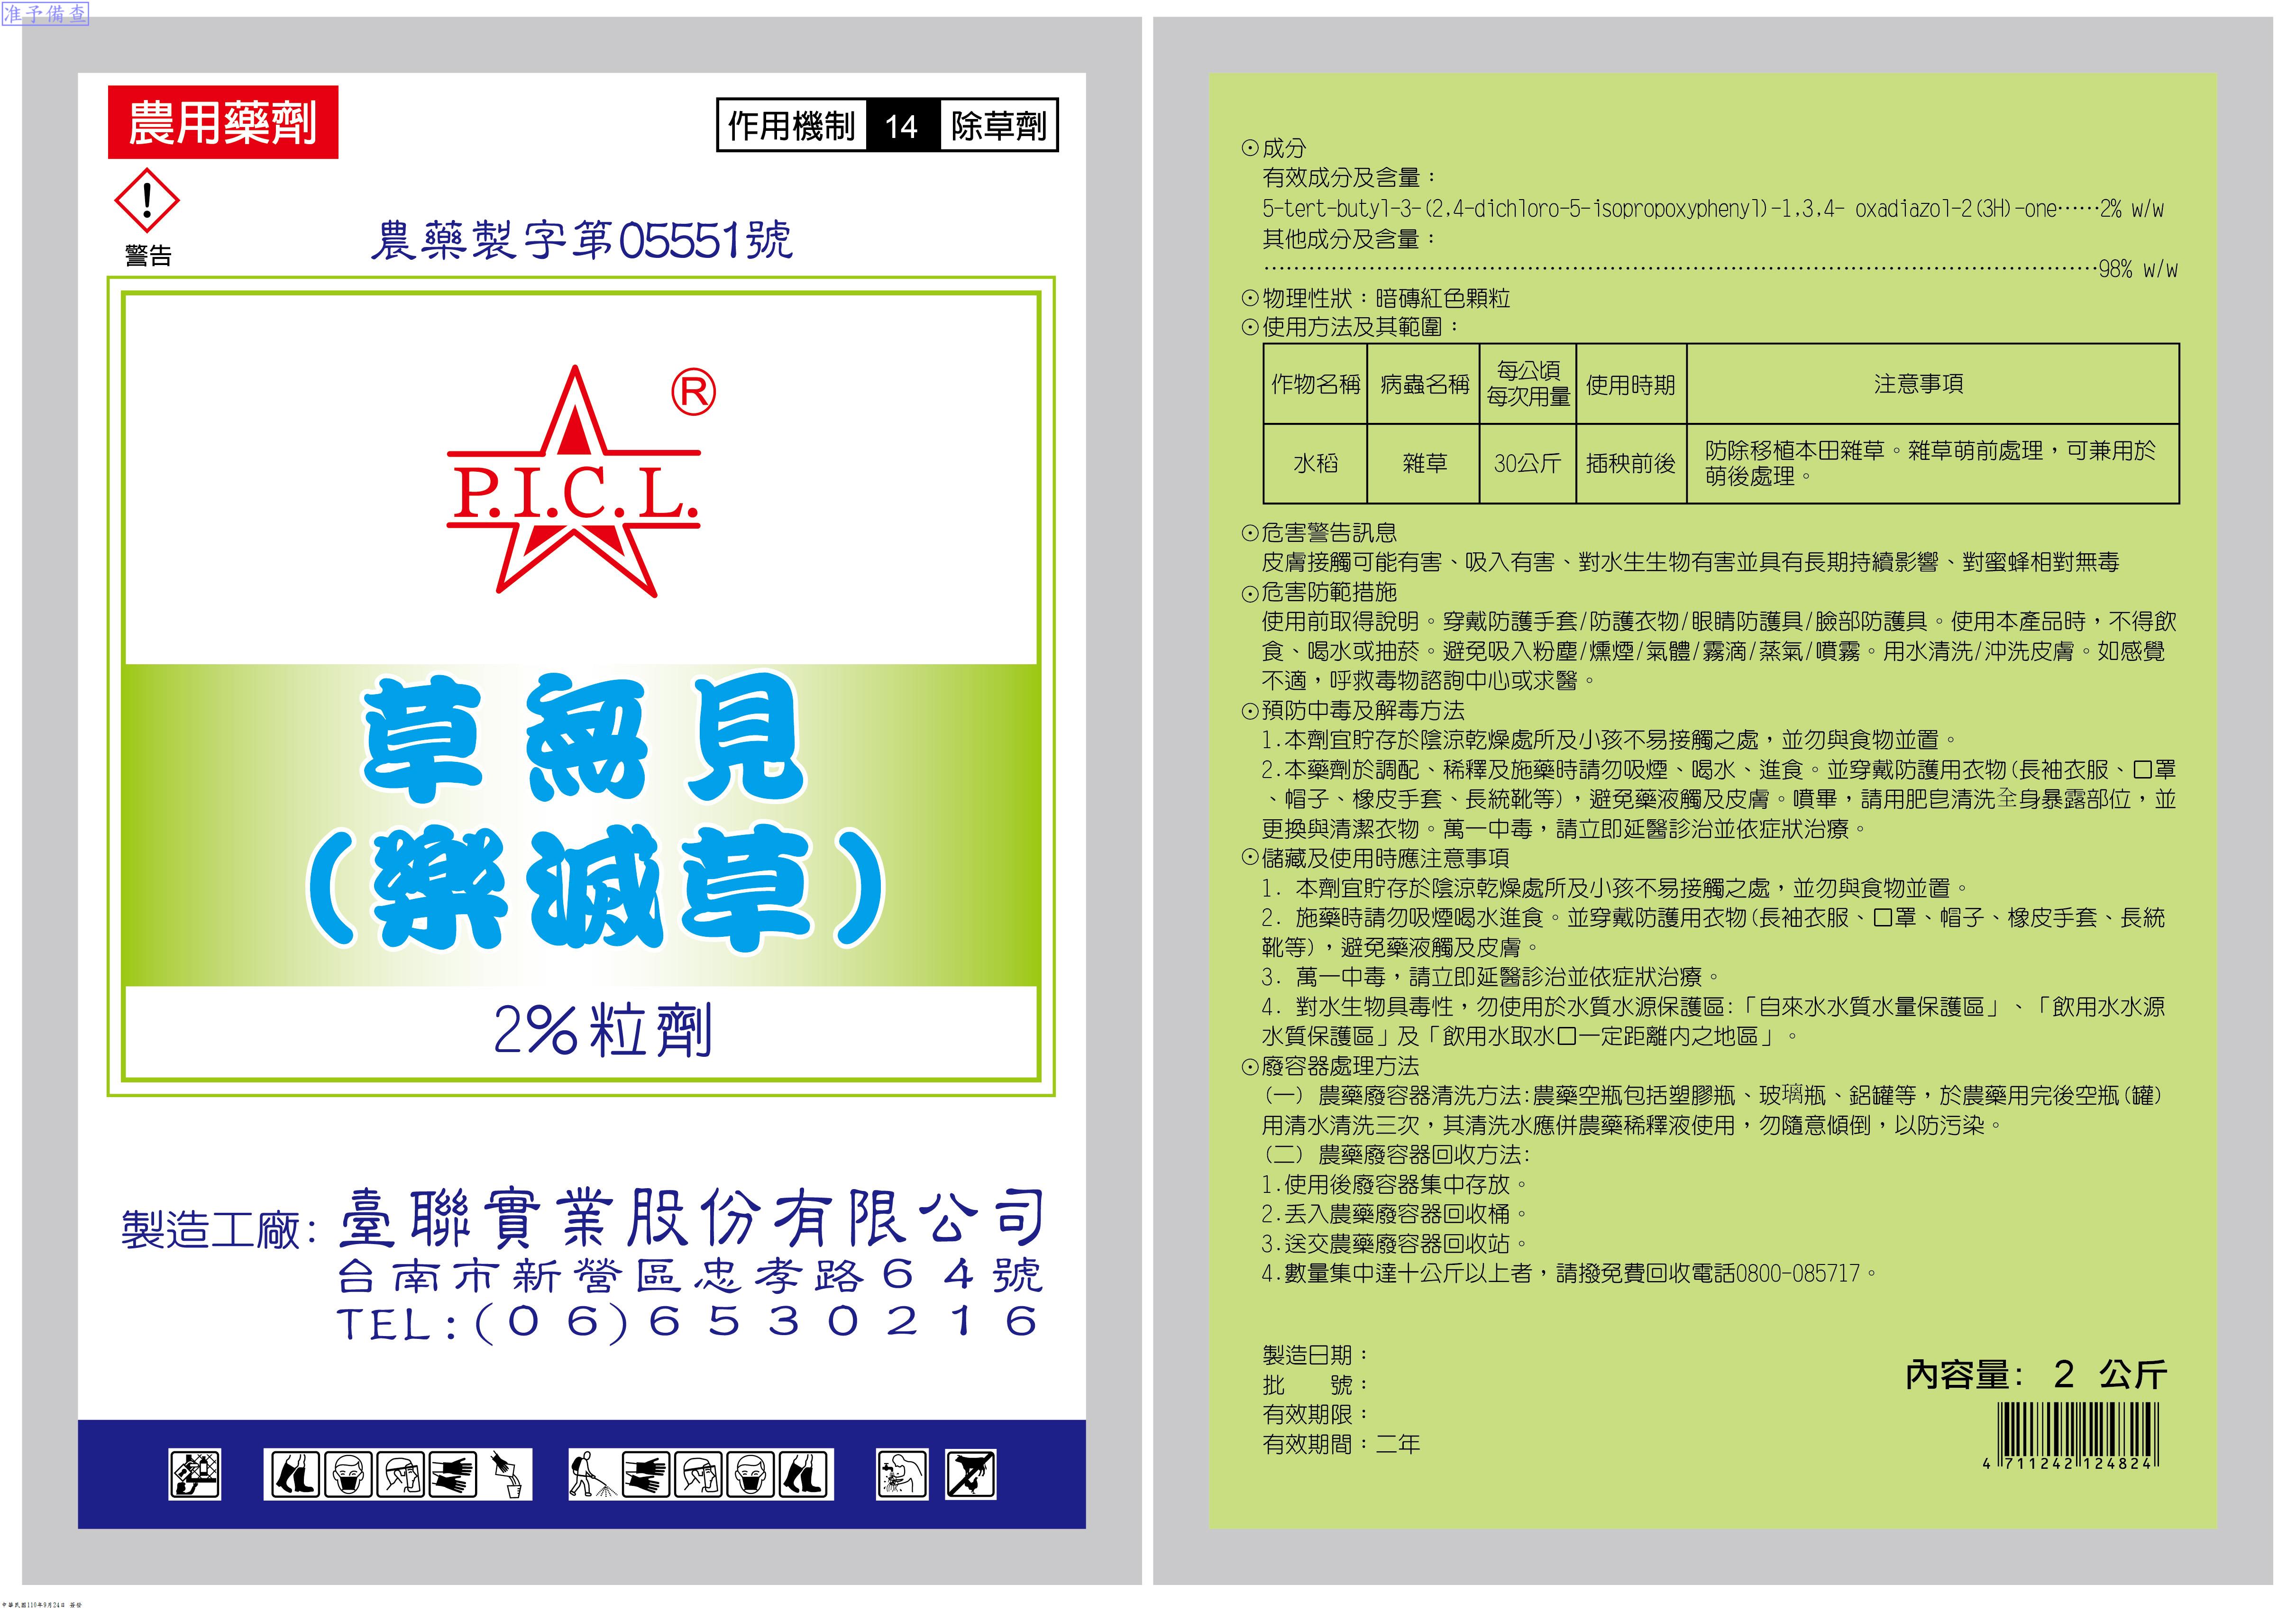 准予備查
農用藥劑
作用機制 14 除草劑
!
警告
農藥製字第05551號
®
P.I.C.L.
草無見
(樂滅草)
2%粒劑
製造工廠: 臺聯實業股份有限公司
台南市新營區忠孝路64號
TEL:(06)6530216
⊙成分
有效成分及含量：
5-tert-butyl-3-(2,4-dichloro-5-isopropoxyphenyl)-1,3,4- oxadiazol-2(3H)-one……2% w/w
其他成分及含量：
……………………………………………………………………………………98% w/w
⊙物理性狀：暗磚紅色顆粒
⊙使用方法及其範圍：
作物名稱 病蟲名稱 每公頃每次用量 使用時期 注意事項
水稻 雜草 30公斤 插秧前後 防除移植本田雜草。雜草萌前處理，可兼用於
萌後處理。
⊙危害警告訊息
皮膚接觸可能有害、吸入有害、對水生生物有害並具有長期持續影響、對蜜蜂相對無毒
⊙危害防範措施
使用前取得說明。穿戴防護手套/防護衣物/眼睛防護具/臉部防護具。使用本產品時，不得飲
食、喝水或抽菸。避免吸入粉塵/燻煙/氣體/霧滴/蒸氣/噴霧。用水清洗/沖洗皮膚。如感覺
不適，呼救毒物諮詢中心或求醫。
⊙預防中毒及解毒方法
1.本劑宜貯存於陰涼乾燥處所及小孩不易接觸之處，並勿與食物並置。
2.本藥劑於調配、稀釋及施藥時請勿吸煙、喝水、進食。並穿戴防護用衣物(長袖衣服、口罩
、帽子、橡皮手套、長統靴等)，避免藥液觸及皮膚。噴畢，請用肥皂清洗全身暴露部位，並
更換與清潔衣物。萬一中毒，請立即延醫診治並依症狀治療。
⊙儲藏及使用時應注意事項
1. 本劑宜貯存於陰涼乾燥處所及小孩不易接觸之處，並勿與食物並置。
2. 施藥時請勿吸煙喝水進食。並穿戴防護用衣物(長袖衣服、口罩、帽子、橡皮手套、長統
靴等)，避免藥液觸及皮膚。
3. 萬一中毒，請立即延醫診治並依症狀治療。
4. 對水生物具毒性，勿使用於水質水源保護區:「自來水水質水量保護區」、「飲用水水源
水質保護區」及「飲用水取水口一定距離內之地區」。
⊙廢容器處理方法
(一) 農藥廢容器清洗方法:農藥空瓶包括塑膠瓶、玻璃瓶、鋁罐等，於農藥用完後空瓶(罐)
用清水清洗三次，其清洗水應併農藥稀釋液使用，勿隨意傾倒，以防污染。
(二) 農藥廢容器回收方法:
1.使用後廢容器集中存放。
2.丟入農藥廢容器回收桶。
3.送交農藥廢容器回收站。
4.數量集中達十公斤以上者，請撥免費回收電話0800-085717。
製造日期：
批　　號：
有效期限：
有效期間：二年
內容量: 2 公斤
4 711242 124824
中華民國110年9月24日 簽發